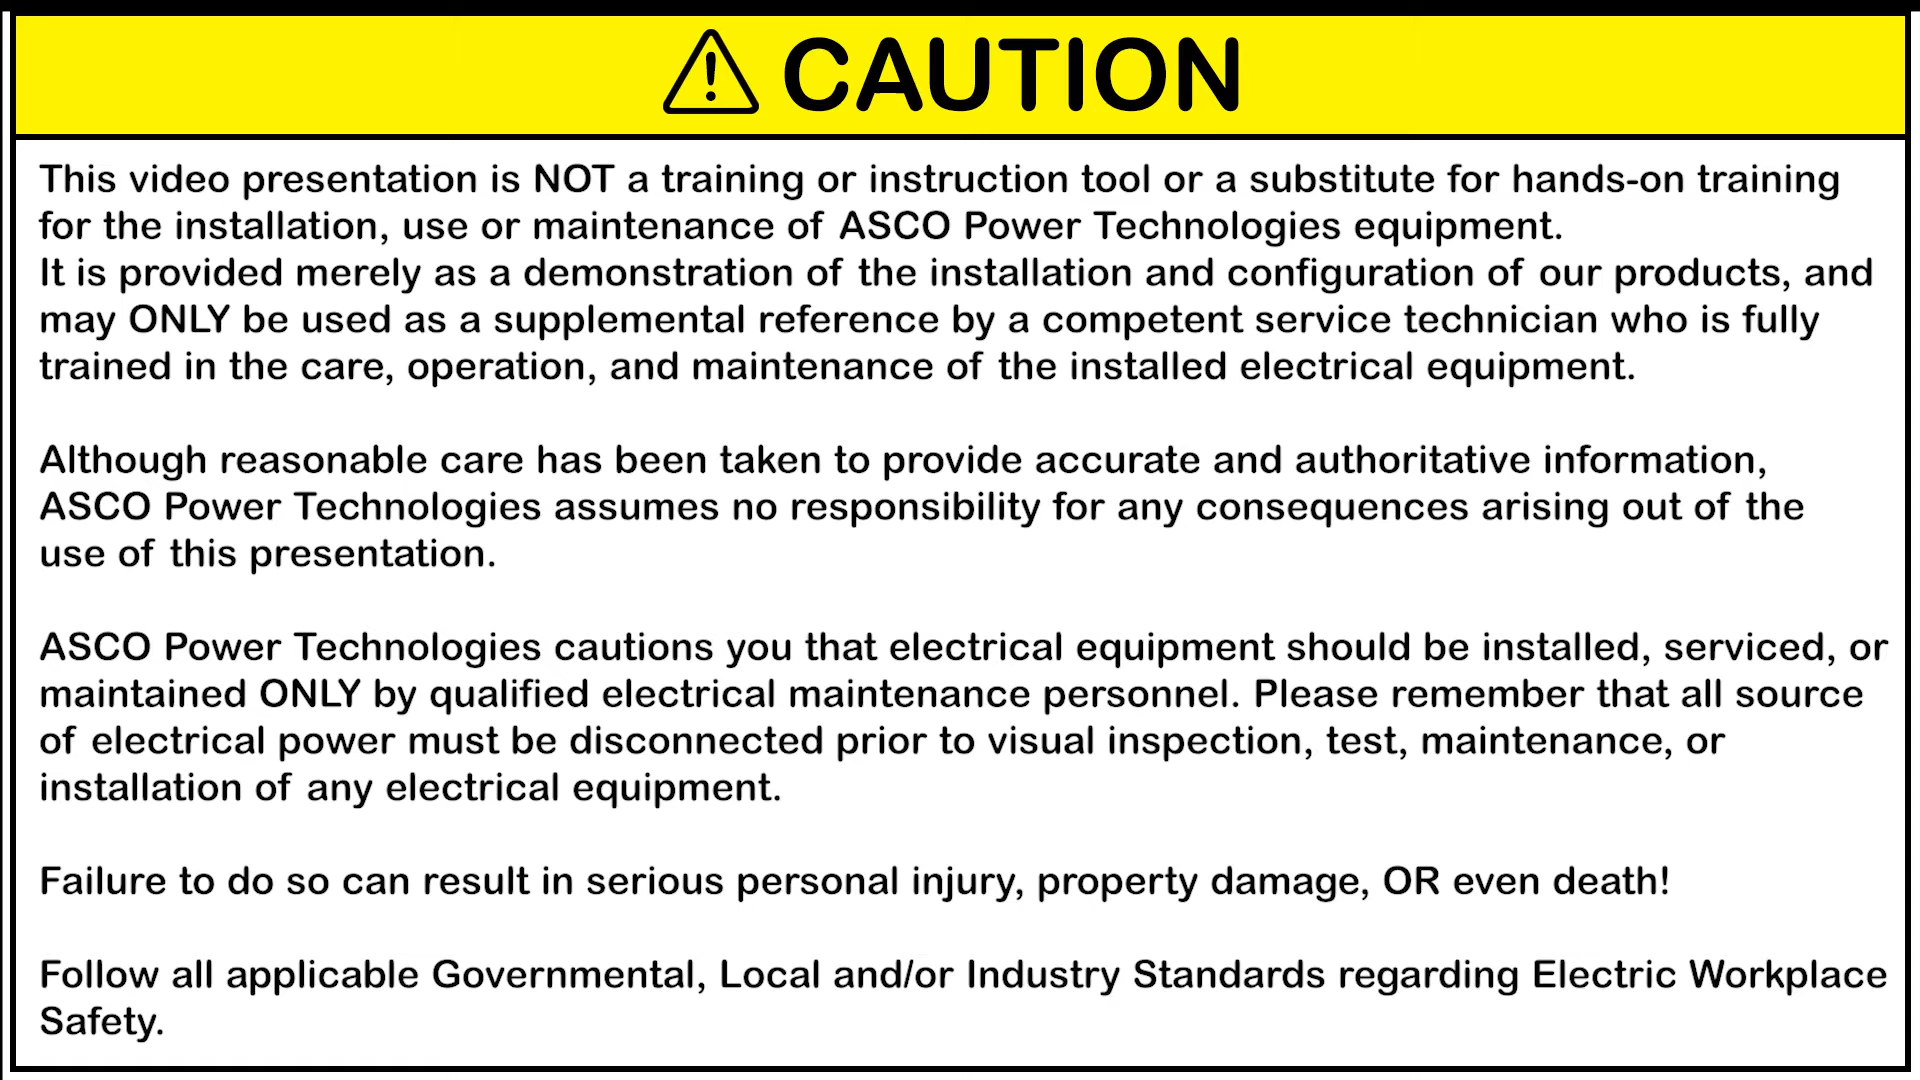 CAUTION
This video presentation is NOT a training or instruction tool or a substitute for hands-on training
for the installation, use or maintenance of ASCO Power Technologies equipment.
It is provided merely as a demonstration of the installation and configuration of our products, and
may ONLY be used as a supplemental reference by a competent service technician who is fully
trained in the care, operation, and maintenance of the installed electrical equipment.
Although reasonable care has been taken to provide accurate and authoritative information,
ASCO Power Technologies assumes no responsibility for any consequences arising out of the
use of this presentation.
ASCO Power Technologies cautions you that electrical equipment should be installed, serviced, or
maintained ONLY by qualified electrical maintenance personnel. Please remember that all source
of electrical power must be disconnected prior to visual inspection, test, maintenance, or
installation of any electrical equipment.
Failure to do so can result in serious personal injury, property damage, OR even death!
Follow all applicable Governmental, Local and/or Industry Standards regarding Electric Workplace
Safety.